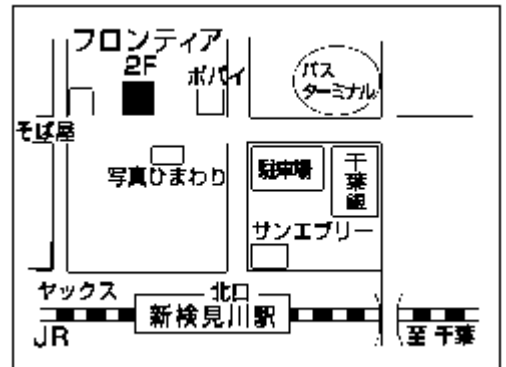 フロンティア
2F
ポパイ
バス
ターミナル
そば屋
写真ひまわり
駐車場
千葉銀
サンエブリー
ヤックス
北口
新検見川駅
JR
至 千葉